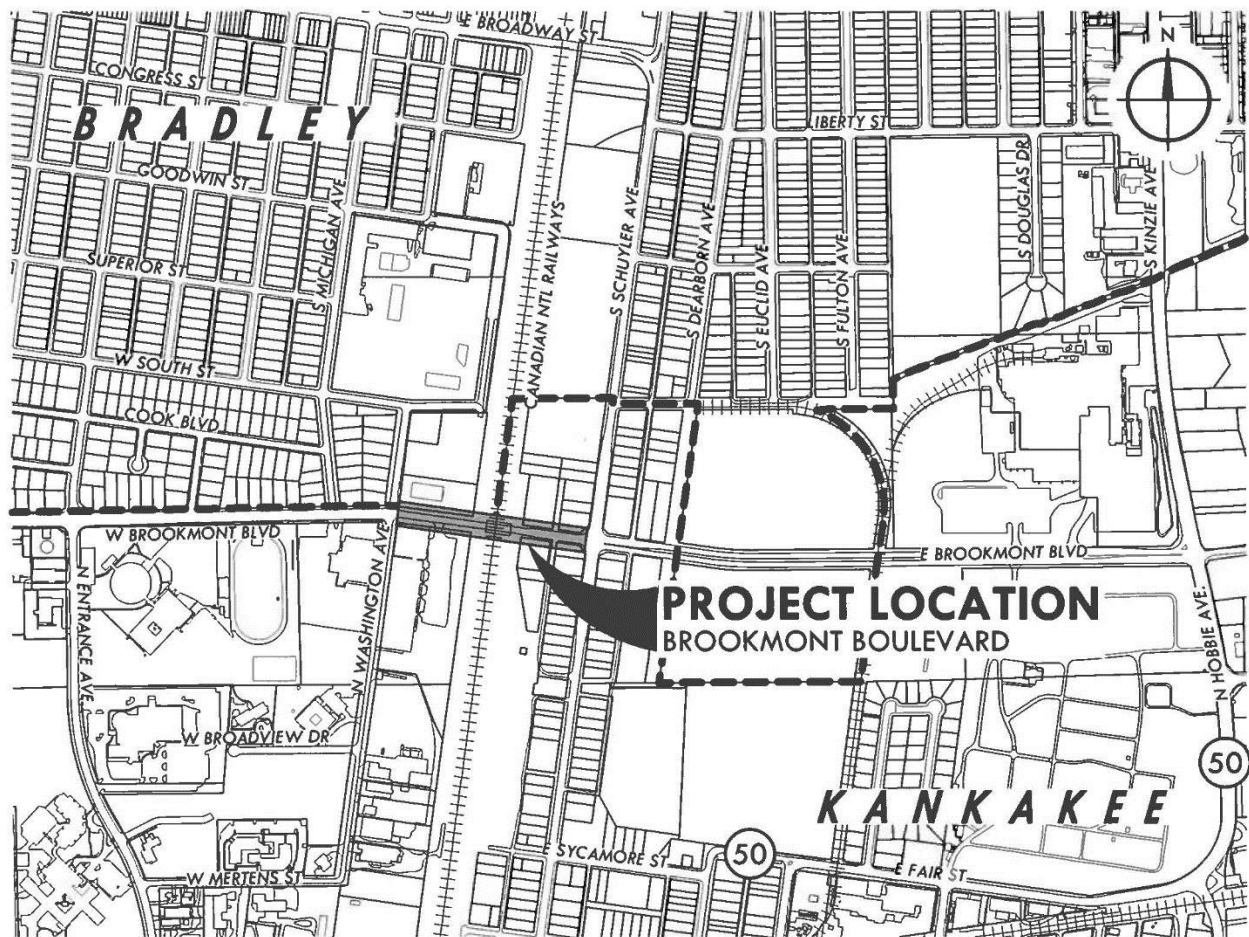 E BROADWAY ST
N
CONGRESS ST
BRADLEY
LIBERTY ST
GOODWIN ST
S MICHIGAN AVE
CANADIAN NTL RAILWAYS
S SCHUYLER AVE
S DEARBORN AVE
S EUCLID AVE
S FULTON AVE
S DOUGLAS DR
S KINZIE AVE
SUPERIOR ST
W SOUTH ST
COOK BLVD
W BROOKMONT BLVD
E BROOKMONT BLVD
N ENTRANCE AVE
N WASHINGTON AVE
PROJECT LOCATION
BROOKMONT BOULEVARD
N HOBBIE AVE
W BROADVIEW DR
50
KANKAKEE
E SYCAMORE ST
50
E FAIR ST
W MERTENS ST